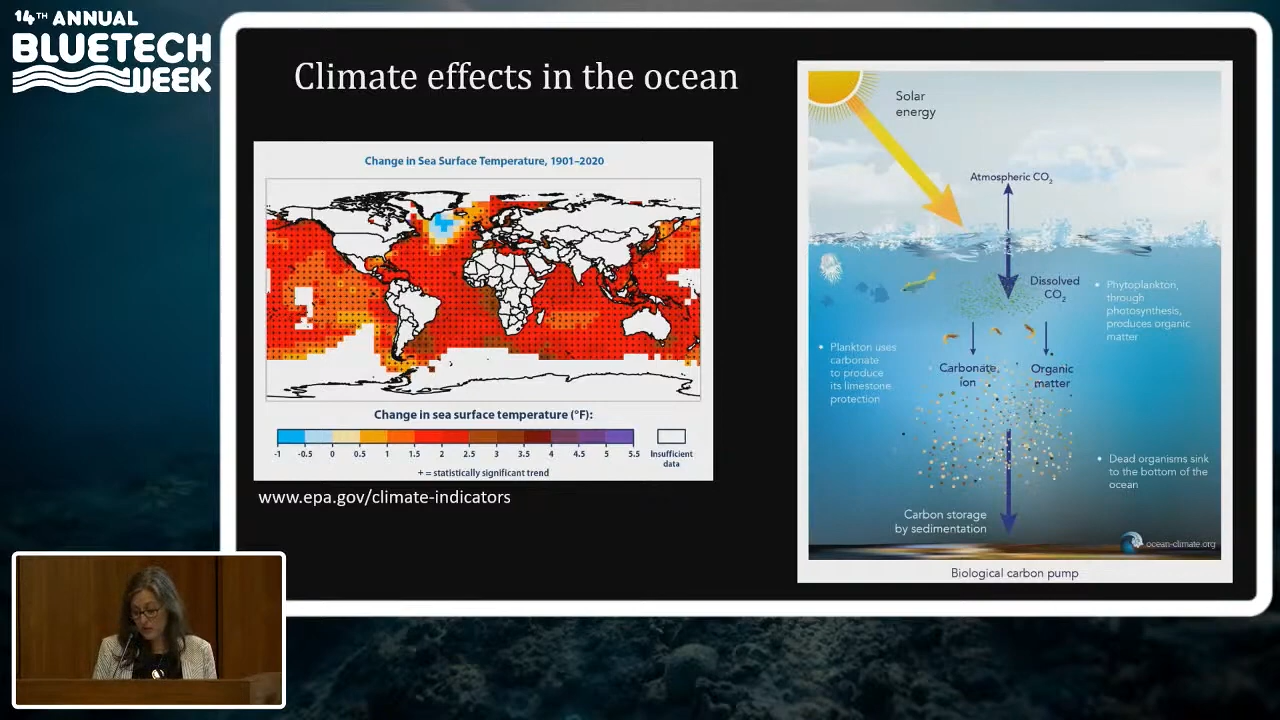 14TH ANNUAL
BLUETECH
WEEK
Climate effects in the ocean
Change in Sea Surface Temperature, 1901–2020
Change in sea surface temperature (°F):
-1 -0.5 0 0.5 1 1.5 2 2.5 3 3.5 4 4.5 5 5.5
Insufficient
data
+ = statistically significant trend
www.epa.gov/climate-indicators
Solar
energy
Atmospheric CO2
Dissolved
CO2
• Phytoplankton,
through
photosynthesis,
produces organic
matter
• Plankton uses
carbonate
to produce
its limestone
protection
Carbonate
ion
Organic
matter
• Dead organisms sink
to the bottom of the
ocean
Carbon storage
by sedimentation
ocean-climate.org
Biological carbon pump